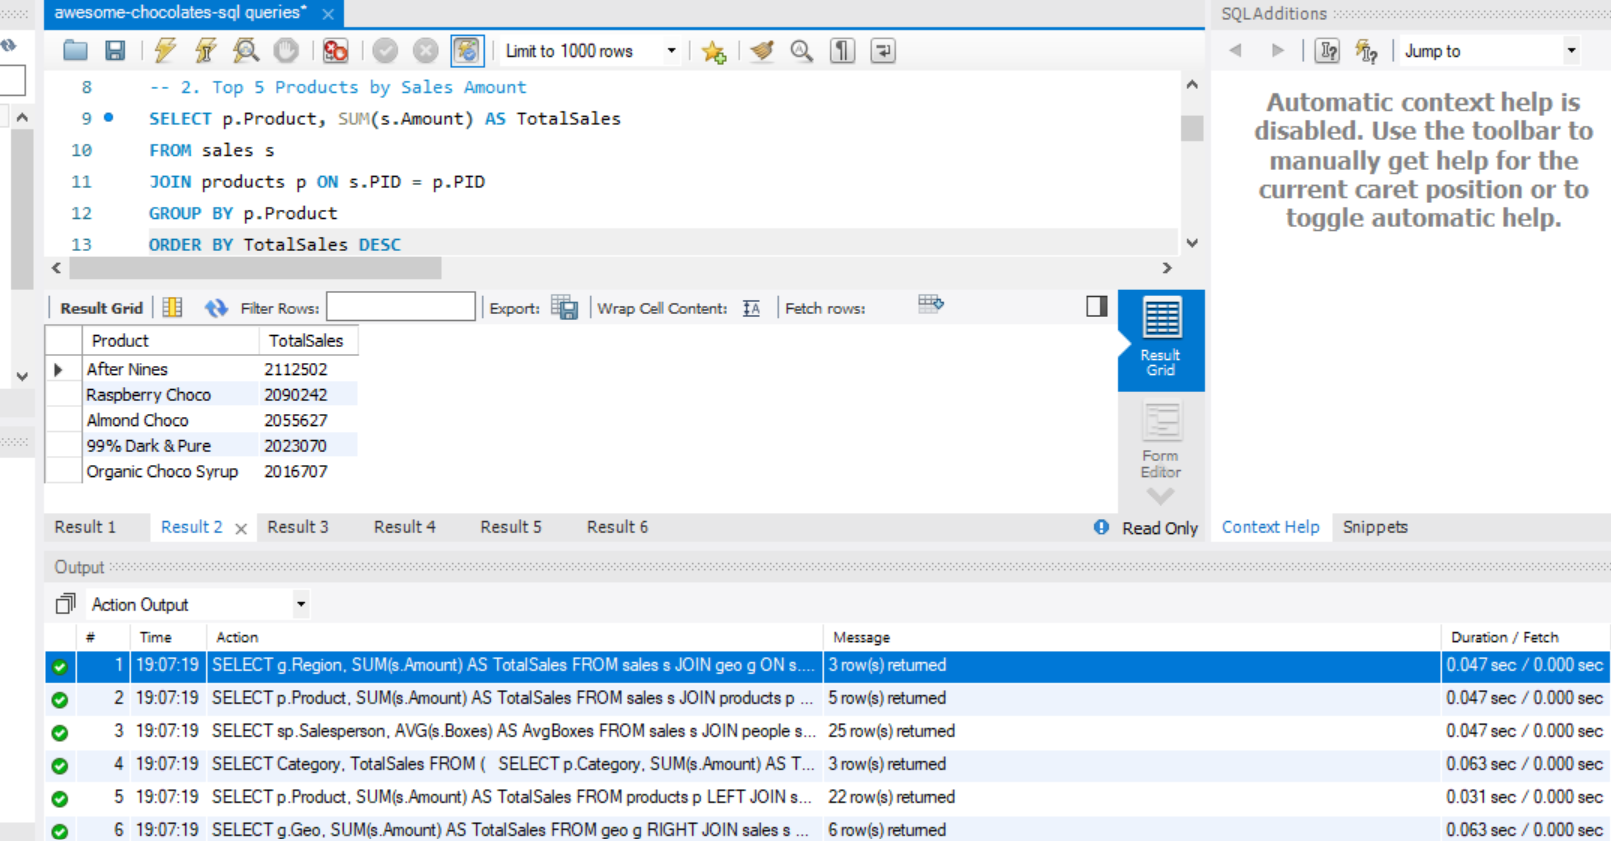 awesome-chocolates-sql queries*
SQLAdditions
Limit to 1000 rows
Jump to
8 -- 2. Top 5 Products by Sales Amount
9 SELECT p.Product, SUM(s.Amount) AS TotalSales
10 FROM sales s
11 JOIN products p ON s.PID = p.PID
12 GROUP BY p.Product
13 ORDER BY TotalSales DESC
Automatic context help is
disabled. Use the toolbar to
manually get help for the
current caret position or to
toggle automatic help.
Result Grid Filter Rows: Export: Wrap Cell Content: IA Fetch rows:
Product TotalSales
After Nines 2112502
Raspberry Choco 2090242
Almond Choco 2055627
99% Dark & Pure 2023070
Organic Choco Syrup 2016707
Result
Grid
Form
Editor
Result 1 Result 2 Result 3 Result 4 Result 5 Result 6 Read Only
Context Help Snippets
Output
Action Output
# Time Action Message Duration / Fetch
1 19:07:19 SELECT g.Region, SUM(s.Amount) AS TotalSales FROM sales s JOIN geo g ON s.... 3 row(s) returned 0.047 sec / 0.000 sec
2 19:07:19 SELECT p.Product, SUM(s.Amount) AS TotalSales FROM sales s JOIN products p ... 5 row(s) returned 0.047 sec / 0.000 sec
3 19:07:19 SELECT sp.Salesperson, AVG(s.Boxes) AS AvgBoxes FROM sales s JOIN people s... 25 row(s) returned 0.047 sec / 0.000 sec
4 19:07:19 SELECT Category, TotalSales FROM ( SELECT p.Category, SUM(s.Amount) AS T... 3 row(s) returned 0.063 sec / 0.000 sec
5 19:07:19 SELECT p.Product, SUM(s.Amount) AS TotalSales FROM products p LEFT JOIN s... 22 row(s) returned 0.031 sec / 0.000 sec
6 19:07:19 SELECT g.Geo, SUM(s.Amount) AS TotalSales FROM geo g RIGHT JOIN sales s ... 6 row(s) returned 0.063 sec / 0.000 sec